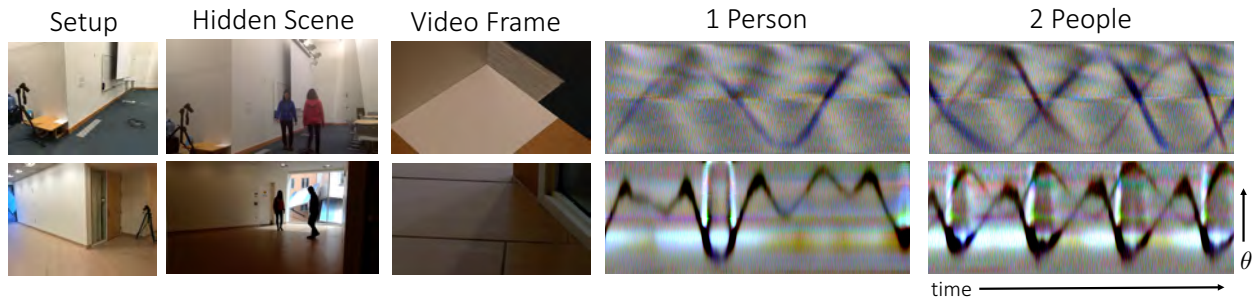 Setup
Hidden Scene
Video Frame
1 Person
2 People
θ
time